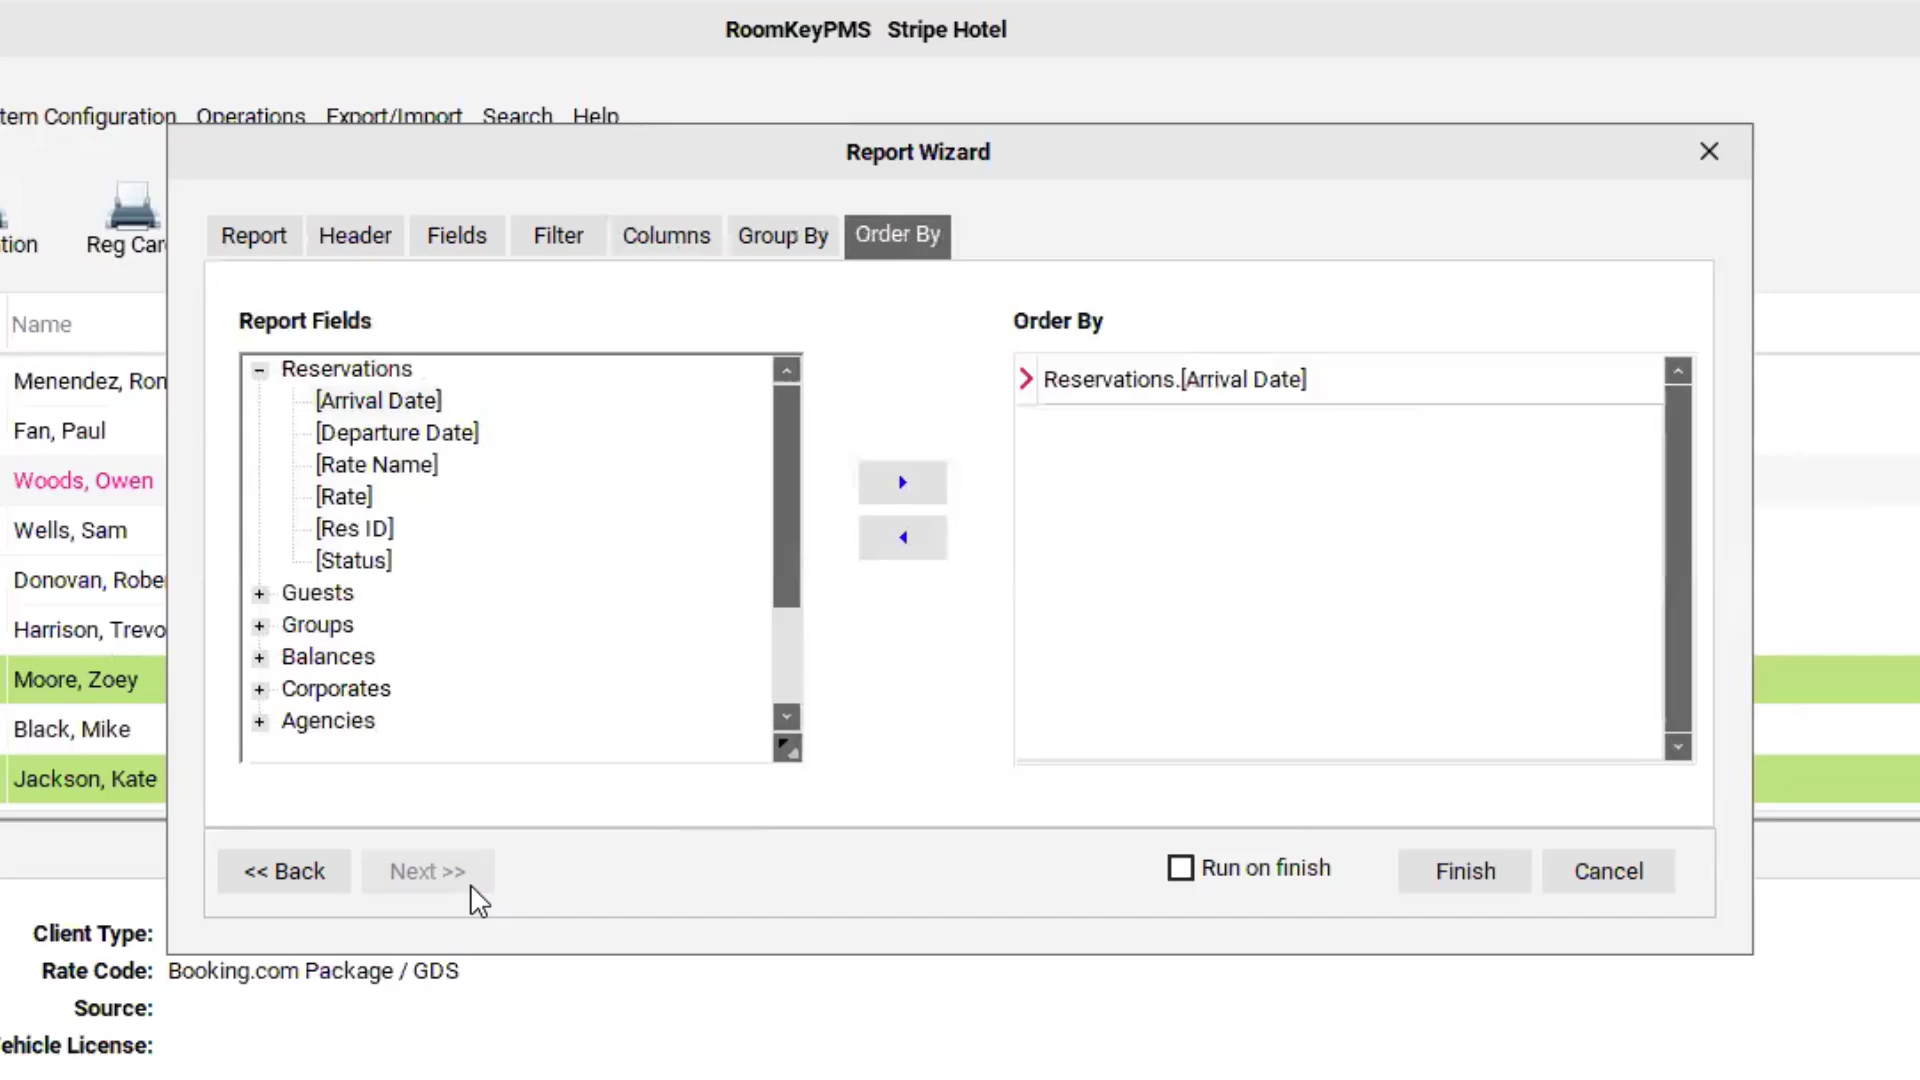 RoomKeyPMS Stripe Hotel
tem Configuration Operations Export/Import Search Help
Report Wizard
tion
Reg Car
Report Header Fields Filter Columns Group By Order By
Name
Menendez, Ron
Fan, Paul
Woods, Owen
Wells, Sam
Donovan, Robe
Harrison, Trevo
Moore, Zoey
Black, Mike
Jackson, Kate
Report Fields
Reservations
[Arrival Date]
[Departure Date]
[Rate Name]
[Rate]
[Res ID]
[Status]
Guests
Groups
Balances
Corporates
Agencies
Order By
Reservations.[Arrival Date]
<< Back Next >> Run on finish Finish Cancel
Client Type:
Rate Code: Booking.com Package / GDS
Source:
ehicle License: